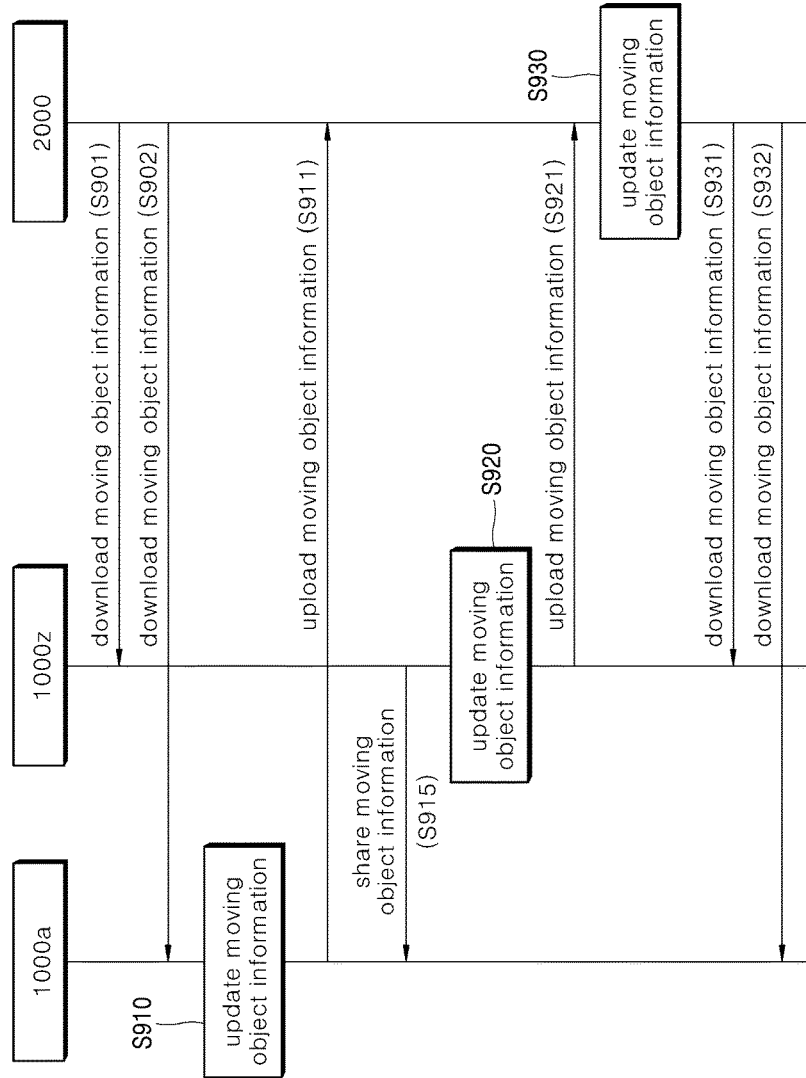 1000a
1000z
2000
download moving object information (S901)
download moving object information (S902)
S910
update moving
object information
upload moving object information (S911)
share moving
object information
(S915)
S920
update moving
object information
upload moving object information (S921)
S930
update moving
object information
download moving object information (S931)
download moving object information (S932)